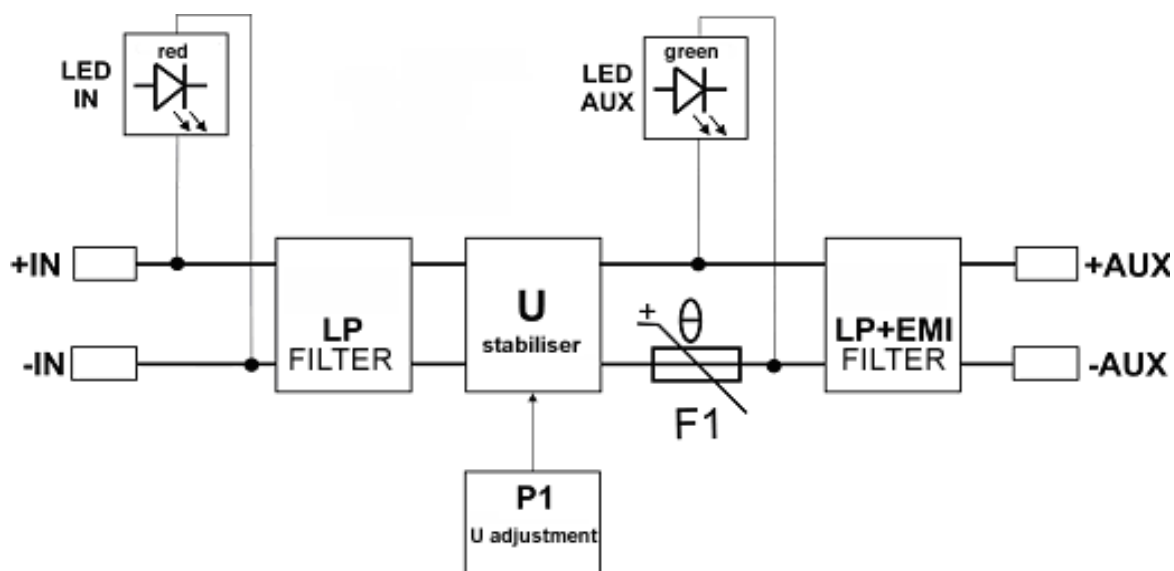 red
LED
IN
green
LED
AUX
+IN
-IN
LP
FILTER
U
stabiliser
+ θ
F1
LP+EMI
FILTER
+AUX
-AUX
P1
U adjustment